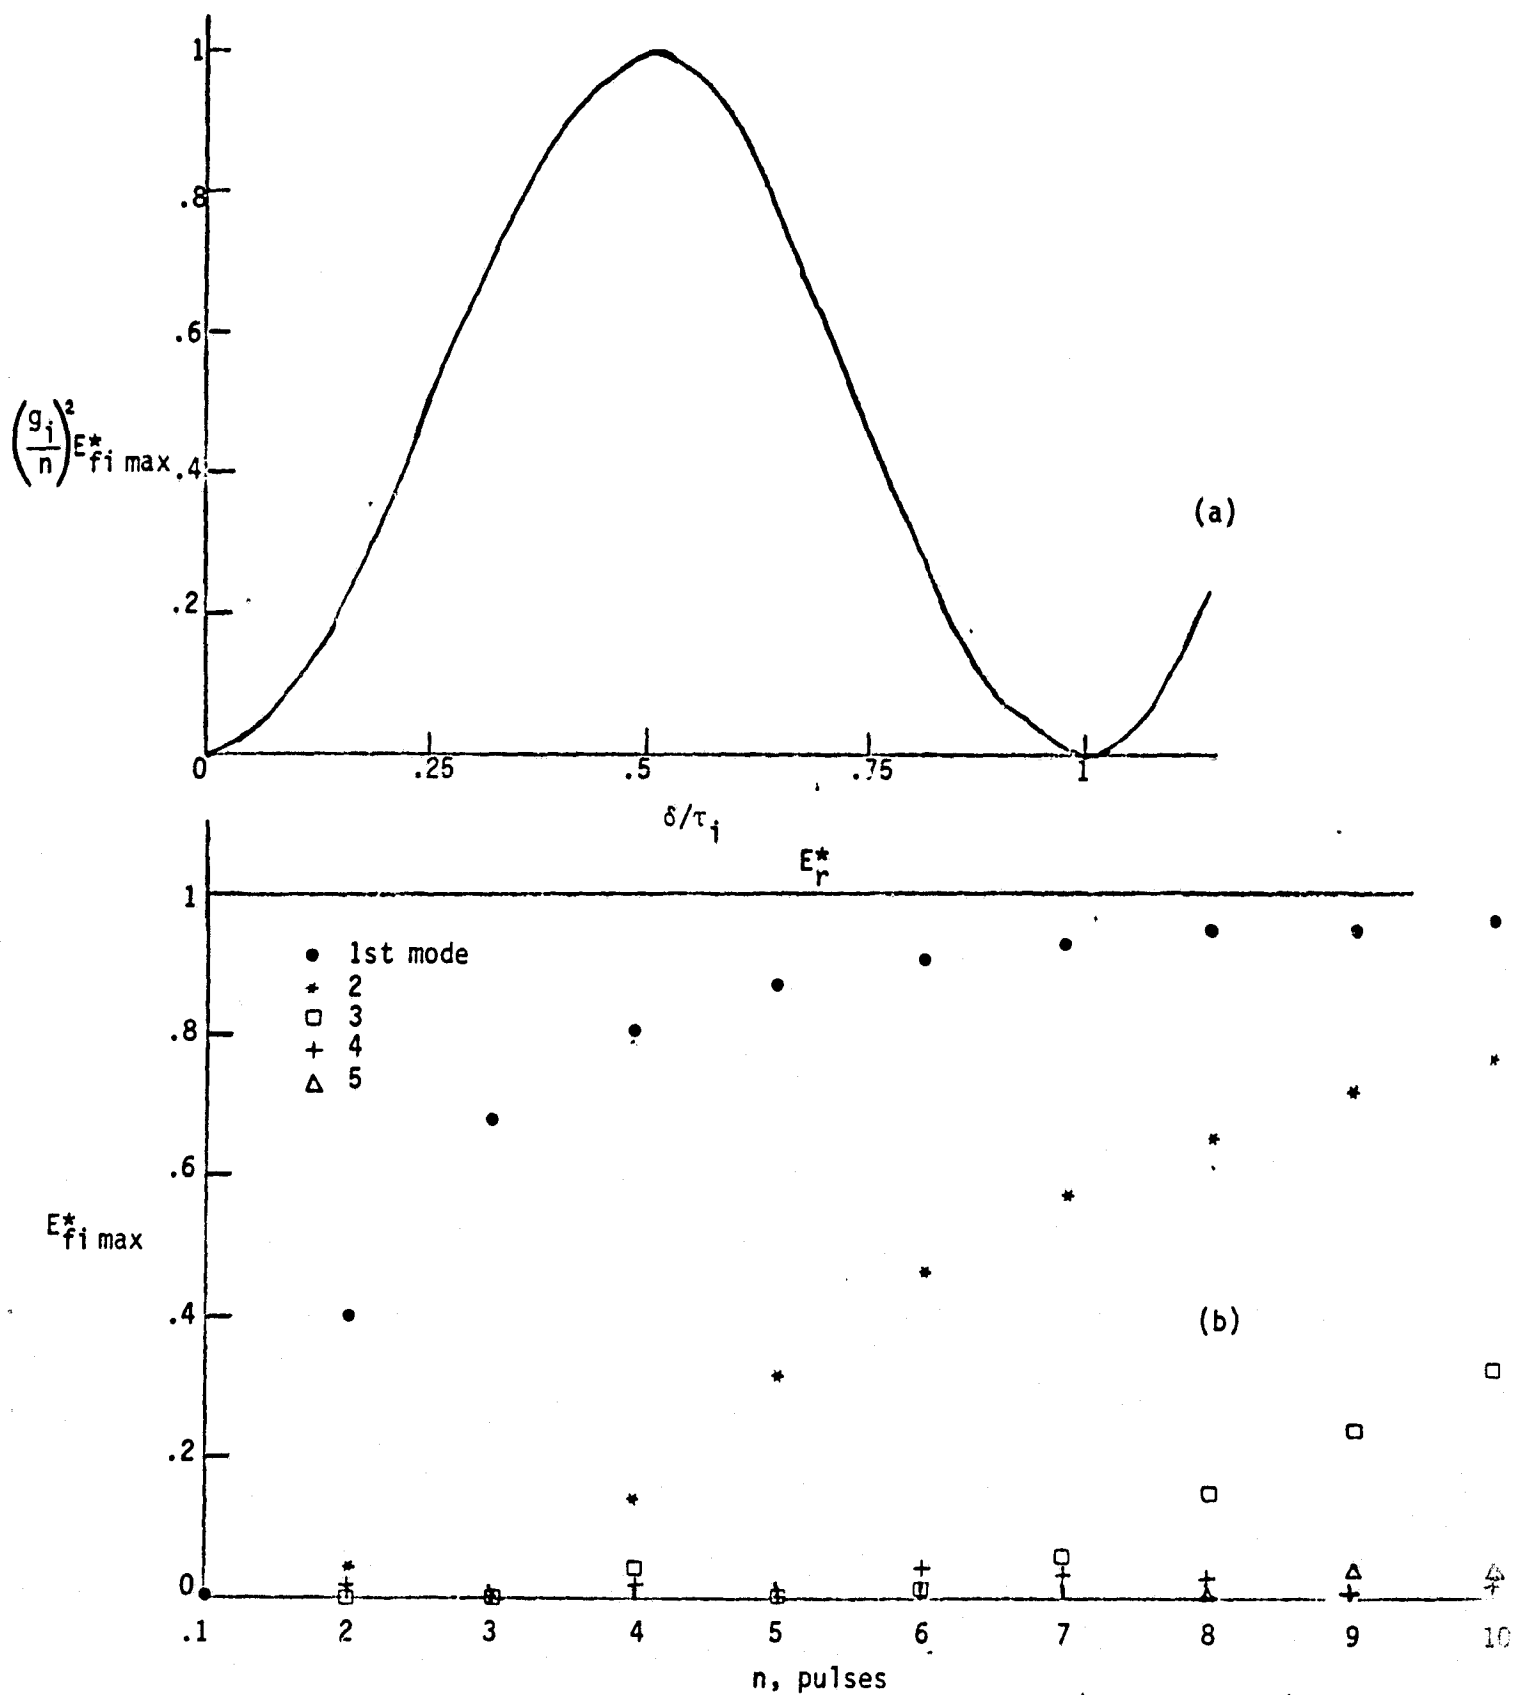 1
.8
.6
(g_i/n)^2 E*_fi max
.4
(a)
.2
0 .25 .5 .75 1
δ/τ_i
E*_r
1
● 1st mode
* 2
□ 3
+ 4
△ 5
.8
.6
E*_fi max
.4
(b)
.2
0
.1 2 3 4 5 6 7 8 9 10
n, pulses